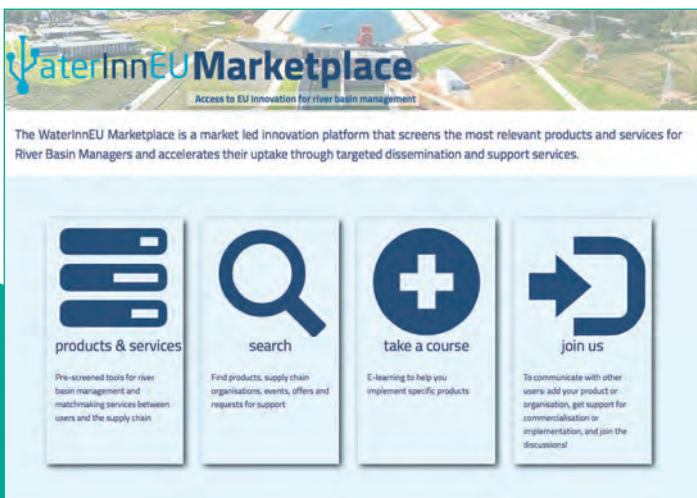 WaterInnEU Marketplace
Access to EU Innovation for river basin management
The WaterInnEU Marketplace is a market led innovation platform that screens the most relevant products and services for
River Basin Managers and accelerates their uptake through targeted dissemination and support services.
products & services
Pre-screened tools for river
basin management and
matchmaking services between
users and the supply chain
search
Find products, supply chain
organisations, events, offers and
requests for support
take a course
E-learning to help you
implement specific products
join us
To communicate with other
users: add your product or
organisation, get support for
commercialisation or
implementation, and join the
discussions!